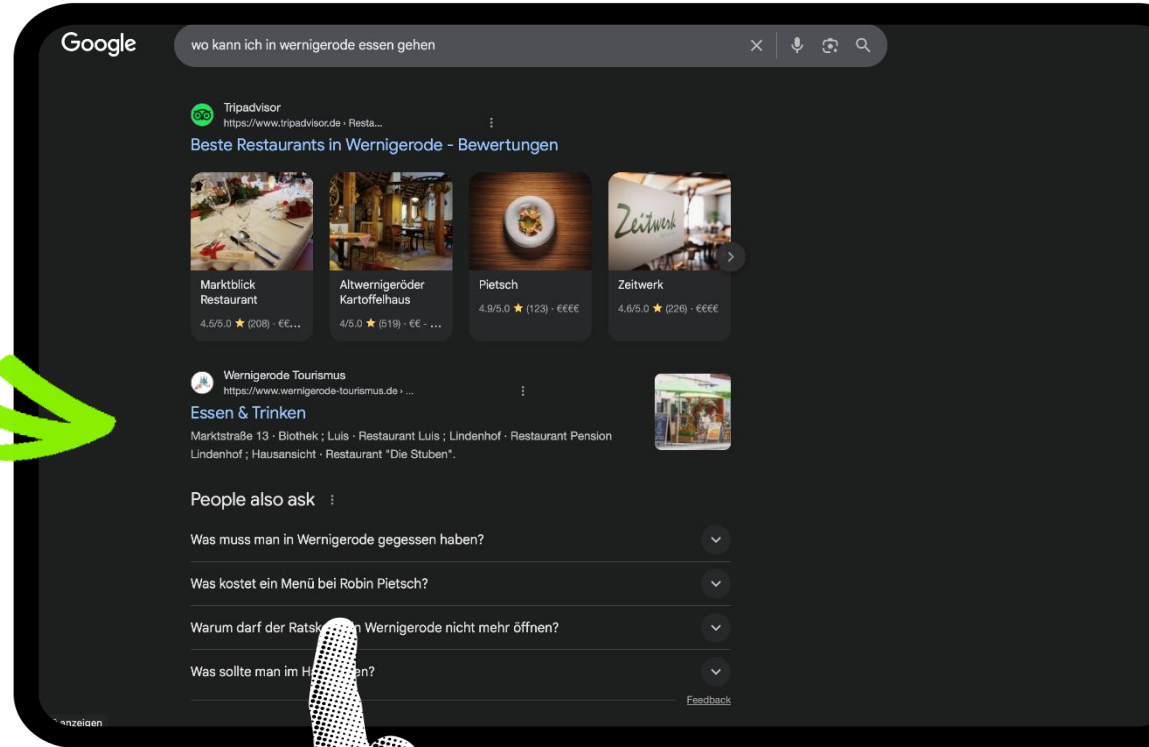 Google
wo kann ich in wernigerode essen gehen
Tripadvisor
https://www.tripadvisor.de › Resta...
Beste Restaurants in Wernigerode - Bewertungen
Zeitwerk
Marktblick
Restaurant
4.5/5.0 ★ (208) · €€...
Altwernigeröder
Kartoffelhaus
4/5.0 ★ (519) · €€ - ...
Pietsch
4.9/5.0 ★ (123) · €€€€
Zeitwerk
4.6/5.0 ★ (226) · €€€€
Wernigerode Tourismus
https://www.wernigerode-tourismus.de › ...
Essen & Trinken
Marktstraße 13 · Biothek ; Luis · Restaurant Luis ; Lindenhof · Restaurant Pension
Lindenhof ; Hausansicht · Restaurant "Die Stuben".
People also ask
Was muss man in Wernigerode gegessen haben?
Was kostet ein Menü bei Robin Pietsch?
Warum darf der Wernigerode nicht mehr öffnen?
Was sollte man im
Feedback
anzeigen